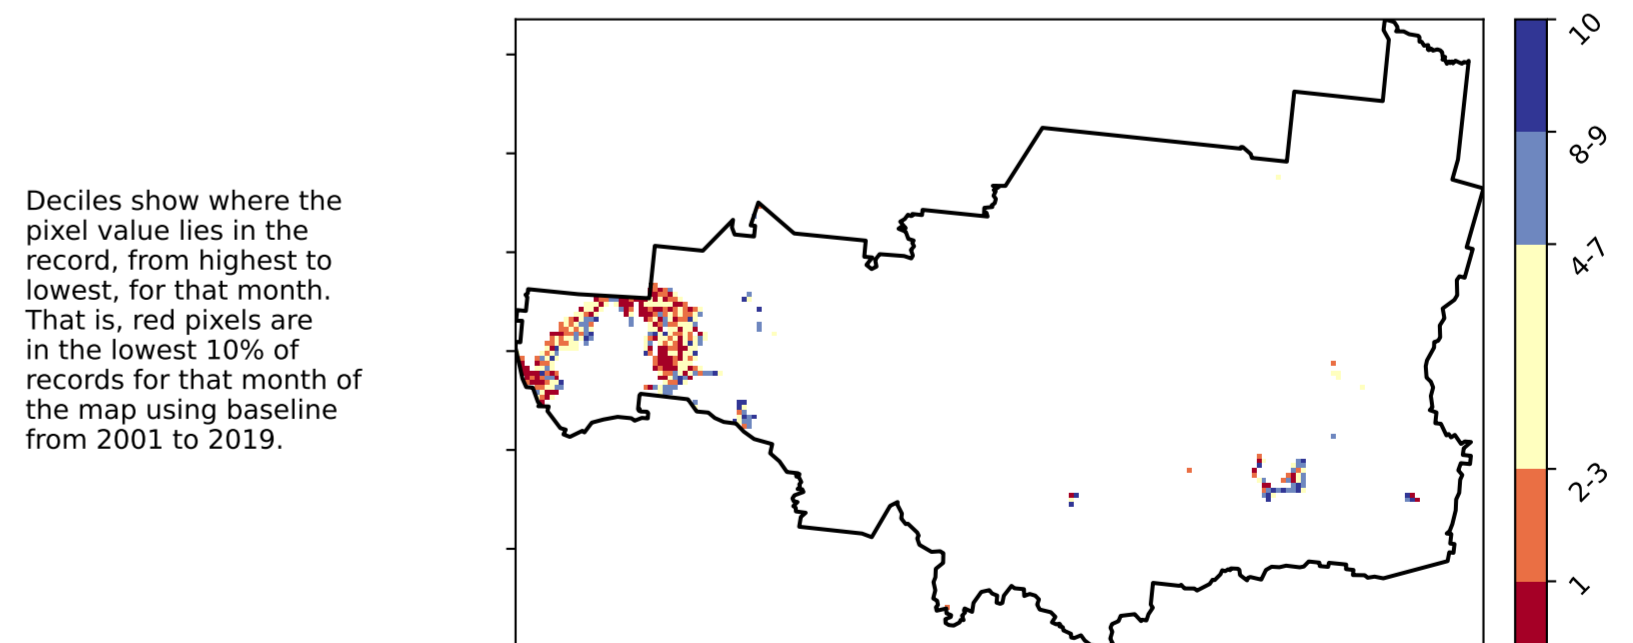 Deciles show where the
pixel value lies in the
record, from highest to
lowest, for that month.
That is, red pixels are
in the lowest 10% of
records for that month of
the map using baseline
from 2001 to 2019.
10
8-9
4-7
2-3
1